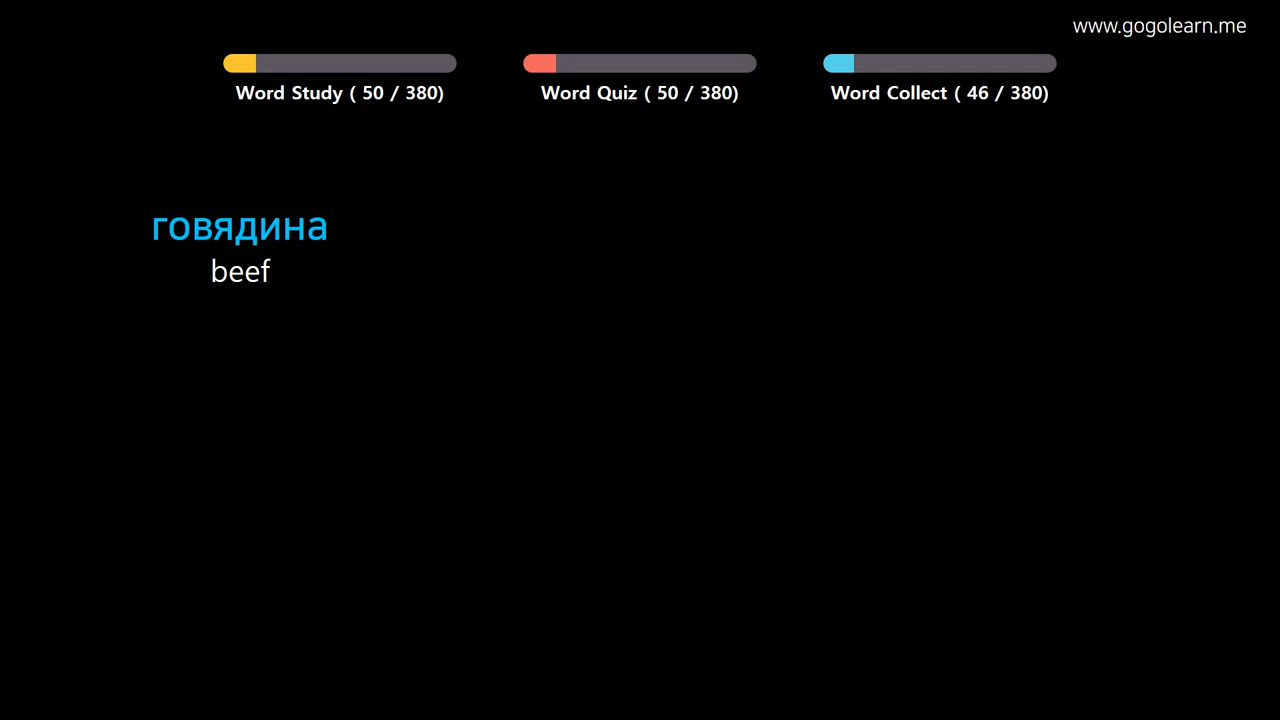 www.gogolearn.me
Word Study ( 50 / 380)
Word Quiz ( 50 / 380)
Word Collect ( 46 / 380)
говядина
beef